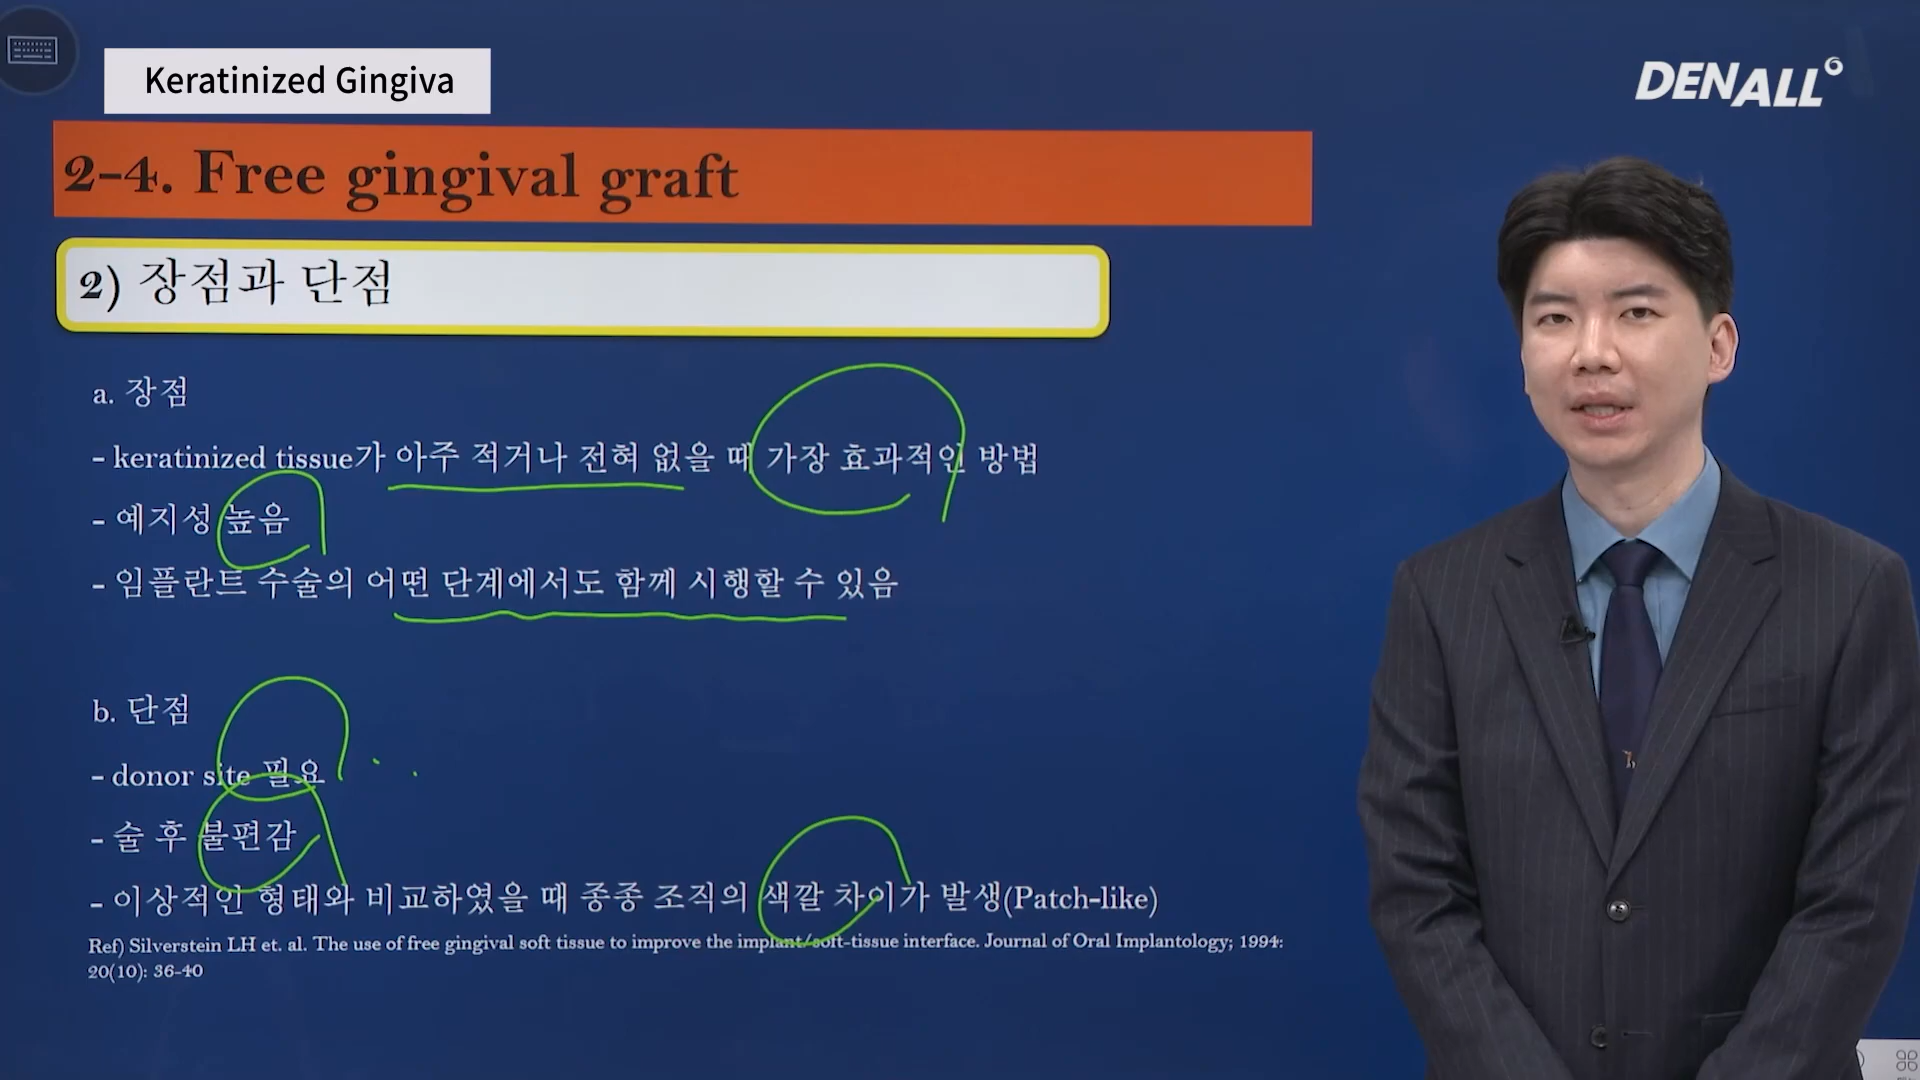 Keratinized Gingiva
DENALL
2-4. Free gingival graft
2) 장점과 단점
a. 장점
- keratinized tissue가 아주 적거나 전혀 없을 때 가장 효과적인 방법
- 예지성 높음
- 임플란트 수술의 어떤 단계에서도 함께 시행할 수 있음
b. 단점
- donor site 필요
- 술 후 불편감
- 이상적인 형태와 비교하였을 때 종종 조직의 색깔 차이가 발생(Patch-like)
Ref) Silverstein LH et. al. The use of free gingival soft tissue to improve the implant/soft-tissue interface. Journal of Oral Implantology; 1994:
20(10): 36-40